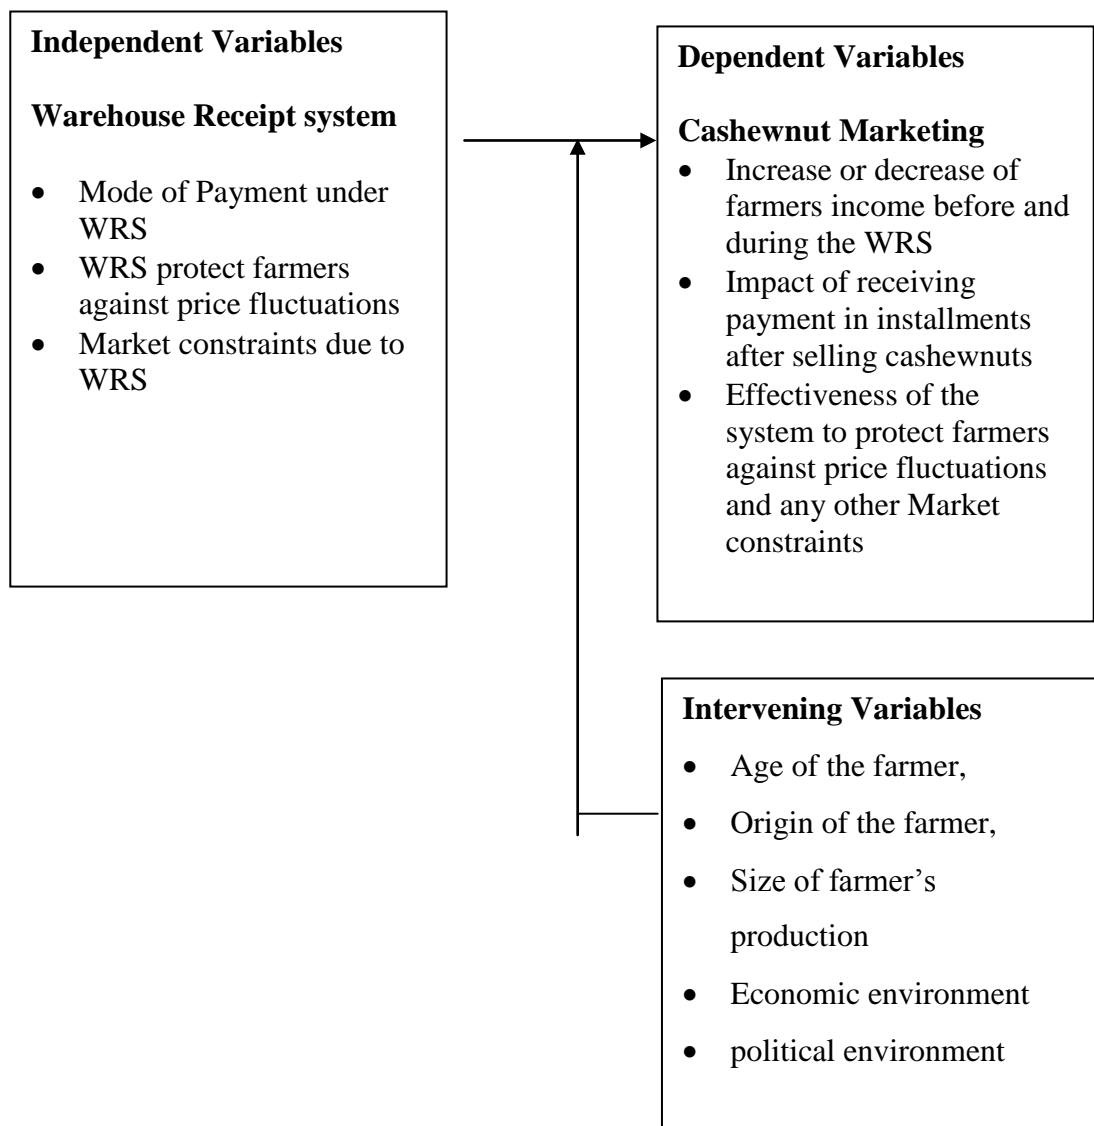 Independent Variables
Warehouse Receipt system
• Mode of Payment under
WRS
• WRS protect farmers
against price fluctuations
• Market constraints due to
WRS
Dependent Variables
Cashewnut Marketing
• Increase or decrease of
farmers income before and
during the WRS
• Impact of receiving
payment in installments
after selling cashewnuts
• Effectiveness of the
system to protect farmers
against price fluctuations
and any other Market
constraints
Intervening Variables
• Age of the farmer,
• Origin of the farmer,
• Size of farmer’s
production
• Economic environment
• political environment